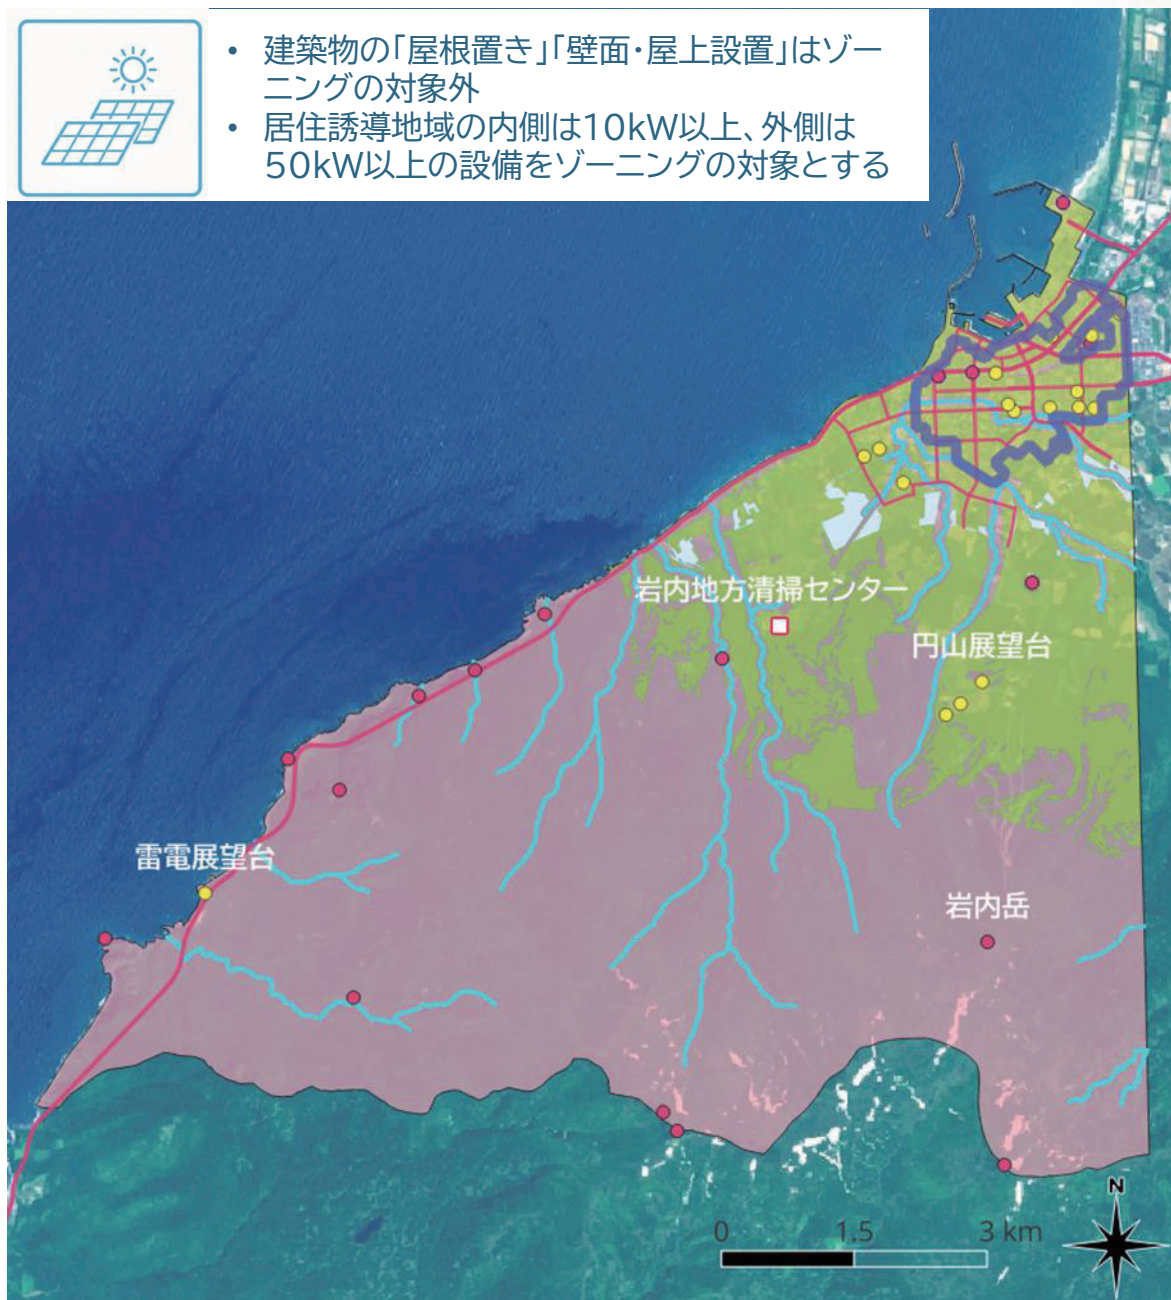 • 建築物の「屋根置き」「壁面・屋上設置」はゾー
ニングの対象外
• 居住誘導地域の内側は10kW以上、外側は
50kW以上の設備をゾーニングの対象とする
岩内地方清掃センター
円山展望台
雷電展望台
岩内岳
N
0 1.5 3 km